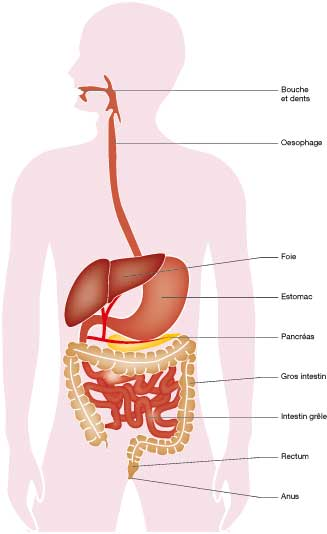 Bouche
et dents
Oesophage
Foie
Estomac
Pancréas
Gros intestin
Intestin grêle
Rectum
Anus